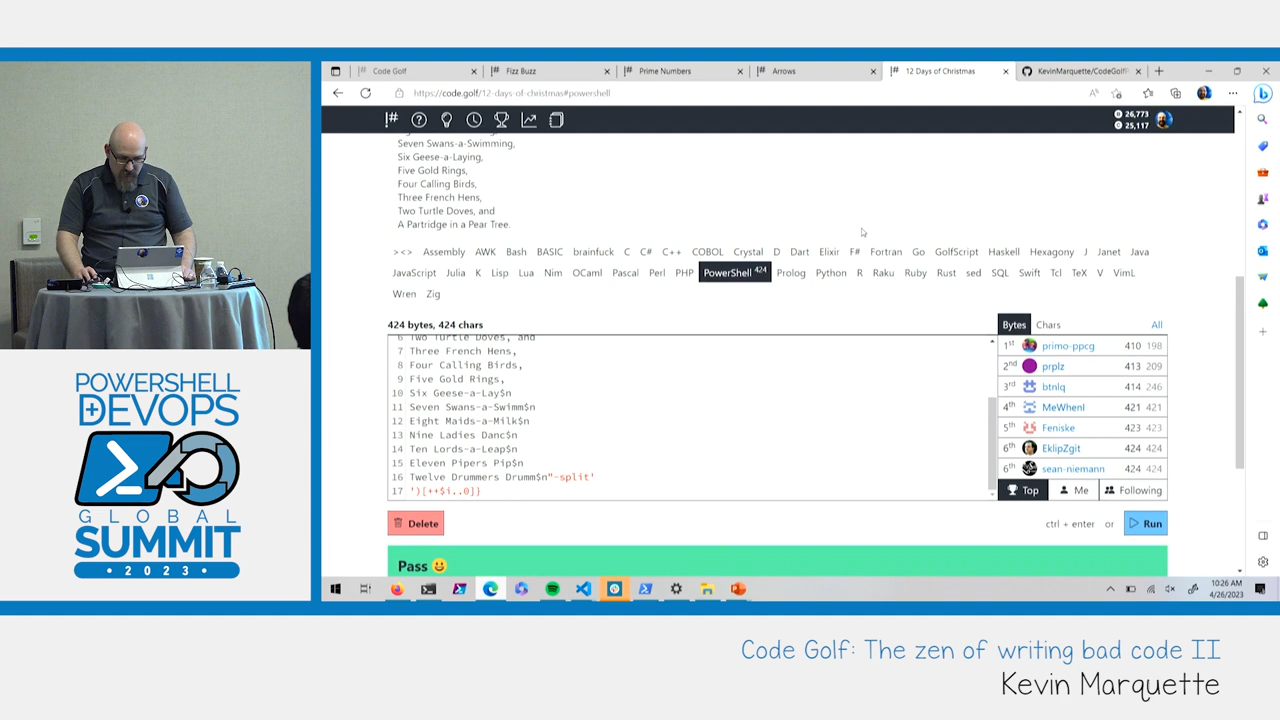 Code Golf
Fizz Buzz
Prime Numbers
Arrows
12 Days of Christmas
KevinMarquette/CodeGolf
https://code.golf/12-days-of-christmas#powershell
26,773
25,117
Seven Swans-a-Swimming,
Six Geese-a-Laying,
Five Gold Rings,
Four Calling Birds,
Three French Hens,
Two Turtle Doves, and
A Partridge in a Pear Tree.
><> Assembly AWK Bash BASIC brainfuck C C# C++ COBOL Crystal D Dart Elixir F# Fortran Go GolfScript Haskell Hexagony J Janet Java
JavaScript Julia K Lisp Lua Nim OCaml Pascal Perl PHP PowerShell 424 Prolog Python R Raku Ruby Rust sed SQL Swift Tcl TeX V VimL
Wren Zig
424 bytes, 424 chars
Bytes Chars All
6 Two Turtle Doves, and
7 Three French Hens,
8 Four Calling Birds,
9 Five Gold Rings,
10 Six Geese-a-Lay$n
11 Seven Swans-a-Swimm$n
12 Eight Maids-a-Milk$n
13 Nine Ladies Danc$n
14 Ten Lords-a-Leap$n
15 Eleven Pipers Pip$n
16 Twelve Drummers Drumm$n"-split'
17 ')[++$i..0]}
1st primo-ppcg 410 198
2nd prplz 413 209
3rd btnlq 414 246
4th MeWhenI 421 421
5th Feniske 423 423
6th EklipZgit 424 424
6th sean-niemann 424 424
Top Me Following
Delete
ctrl + enter or Run
Pass
10:26 AM
4/26/2023
POWERSHELL
+DEVOPS
GLOBAL
SUMMIT
• 2023 •
Code Golf: The zen of writing bad code II
Kevin Marquette